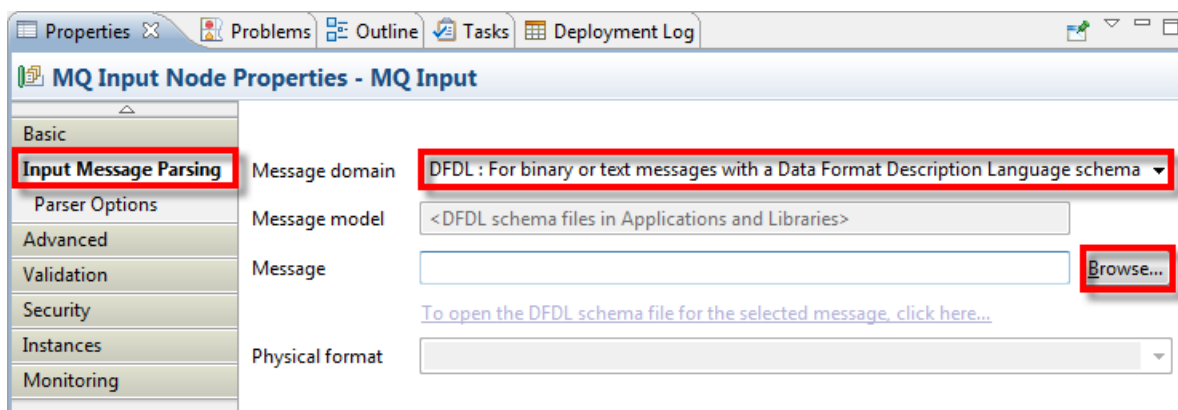 Properties Problems Outline Tasks Deployment Log
MQ Input Node Properties - MQ Input
Basic
Input Message Parsing
Parser Options
Advanced
Validation
Security
Instances
Monitoring
Message domain DFDL : For binary or text messages with a Data Format Description Language schema
Message model <DFDL schema files in Applications and Libraries>
Message Browse...
To open the DFDL schema file for the selected message, click here...
Physical format